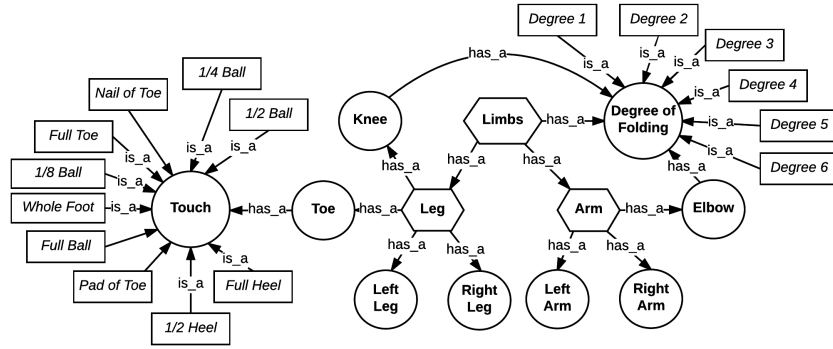 Degree 1
Degree 2
Degree 3
Degree 4
Degree 5
Degree 6
is_a
is_a
is_a
is_a
is_a
is_a
Degree of
Folding
has_a
Knee
Limbs
has_a
has_a
has_a
has_a
has_a
Nail of Toe
1/4 Ball
1/2 Ball
Full Toe
1/8 Ball
Whole Foot
Full Ball
Pad of Toe
1/2 Heel
Full Heel
is_a
is_a
is_a
is_a
is_a
is_a
is_a
Touch
has_a
Toe
has_a
Leg
Arm
has_a
Elbow
has_a
has_a
has_a
has_a
Left
Leg
Right
Leg
Left
Arm
Right
Arm